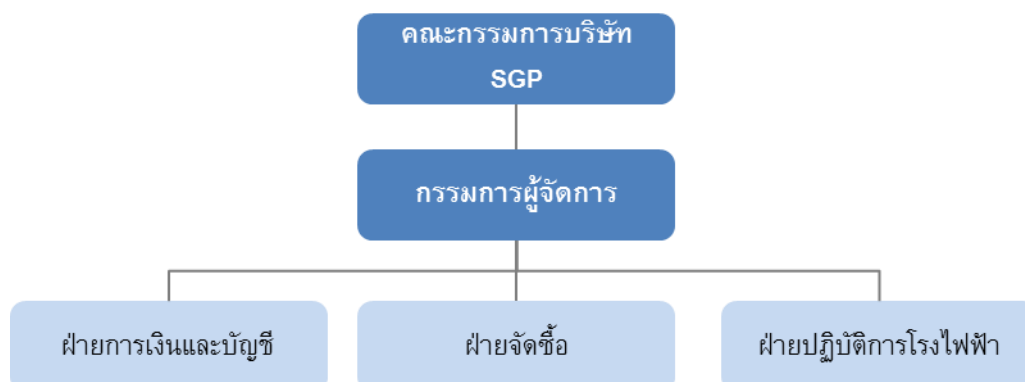 คณะกรรมการบริษัท
SGP
กรรมการผู้จัดการ
ฝ่ายการเงินและบัญชี
ฝ่ายจัดซื้อ
ฝ่ายปฏิบัติการโรงไฟฟ้า